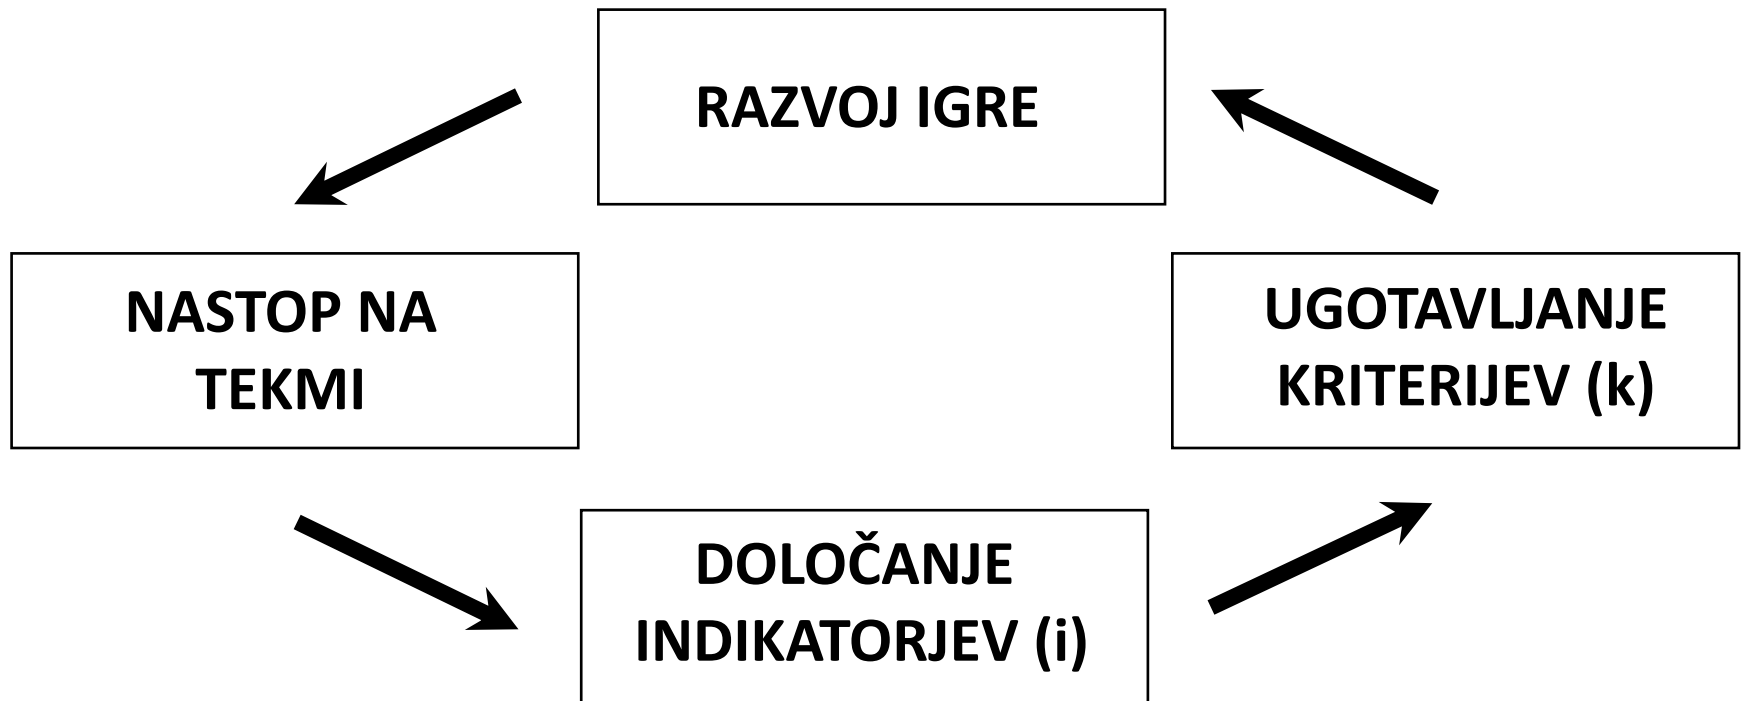 RAZVOJ IGRE
NASTOP NA
TEKMI
UGOTAVLJANJE
KRITERIJEV (k)
DOLOČANJE
INDIKATORJEV (i)